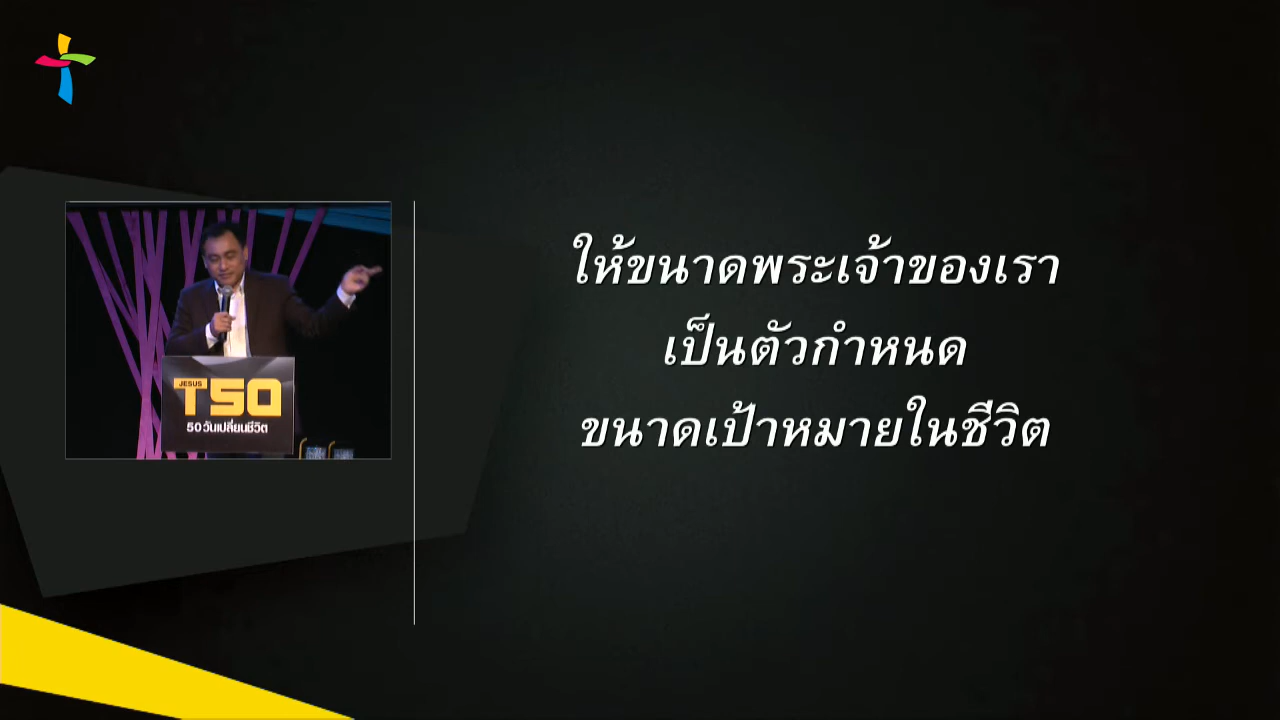 ให้ขนาดพระเจ้าของเรา
เป็นตัวกำหนด
ขนาดเป้าหมายในชีวิต
JESUS
T50
50 วันเปลี่ยนชีวิต